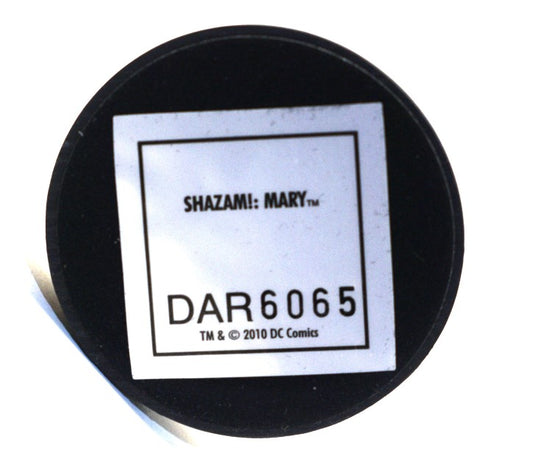 SHAZAM!: MARY™
DAR6065
TM & © 2010 DC Comics